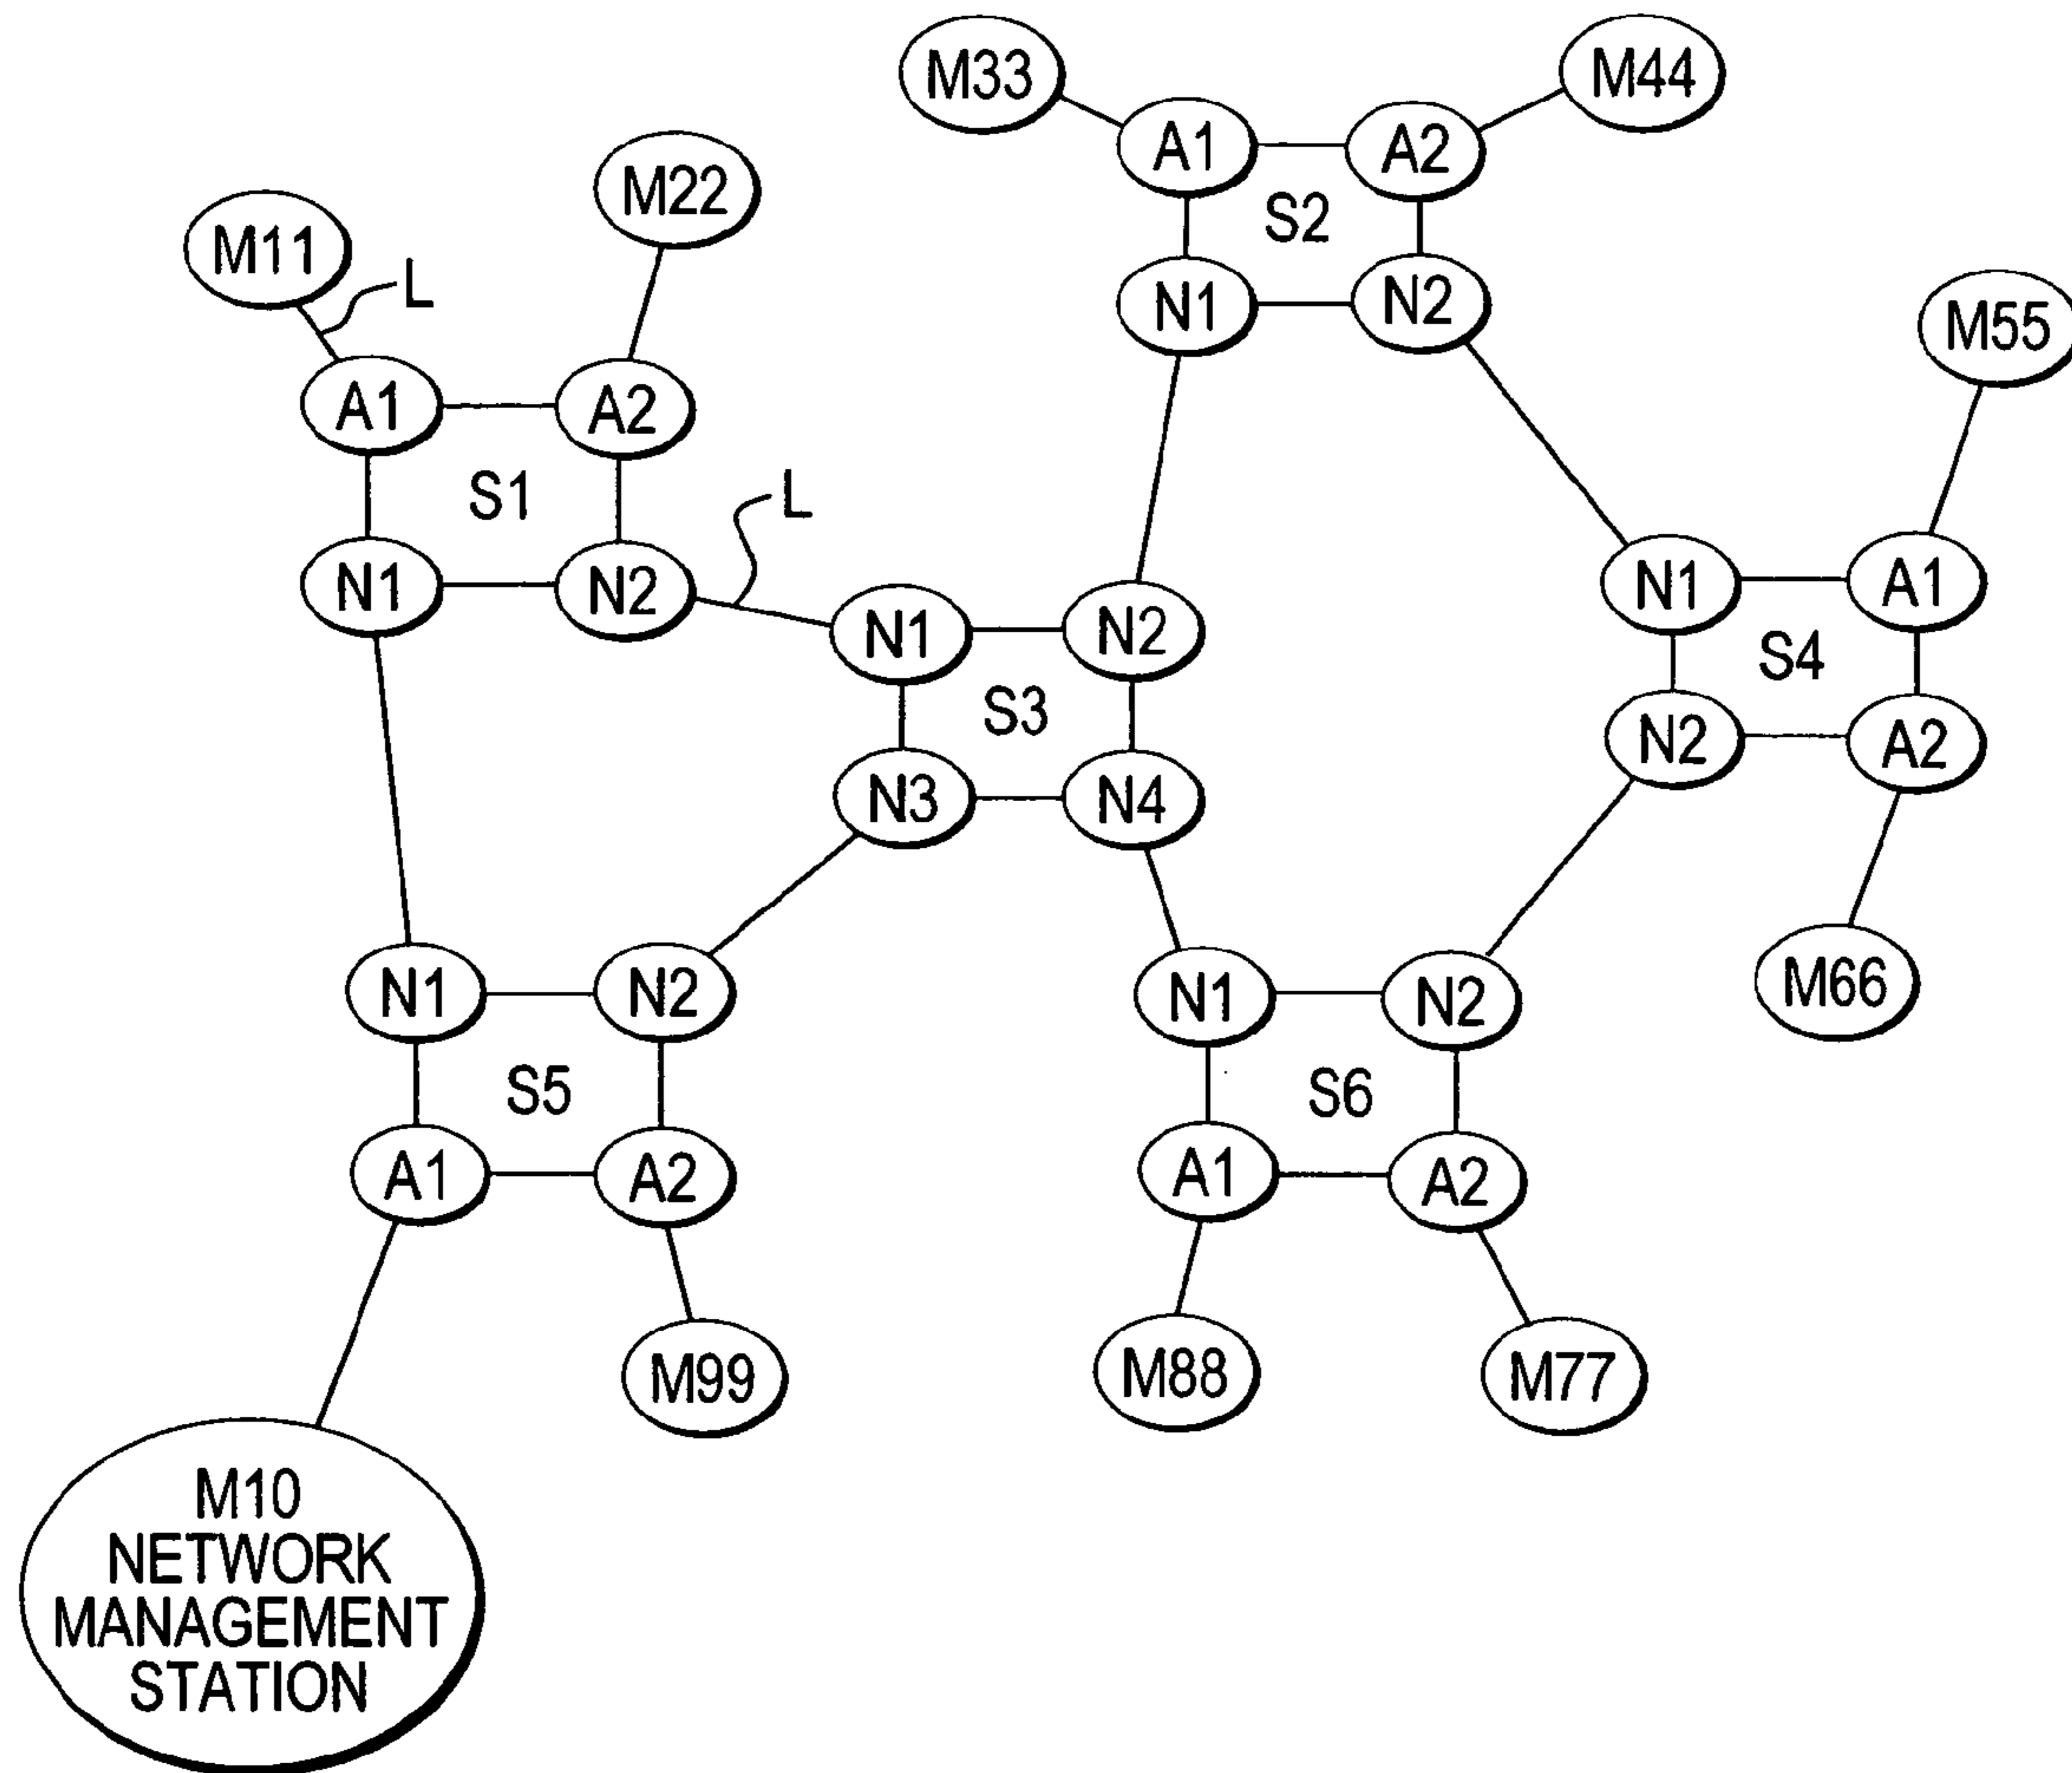 M33
M44
A1
A2
M22
S2
M11
L
N1
N2
M55
A1
A2
S1
L
N1
N2
N1
N2
N1
A1
S3
S4
N3
N4
N2
A2
N1
N2
N1
N2
M66
S5
S6
A1
A2
A1
A2
M99
M88
M77
M10
NETWORK
MANAGEMENT
STATION